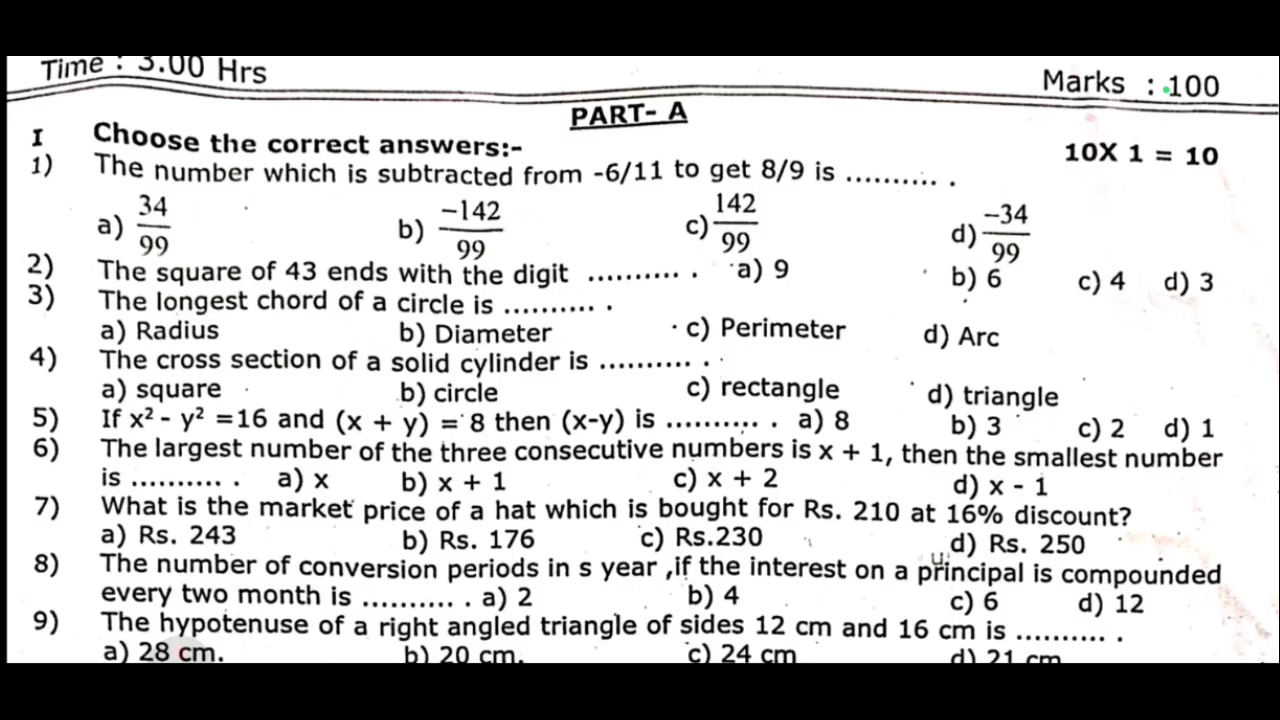 Time : 3.00 Hrs Marks : 100
PART- A
I Choose the correct answers:- 10X 1 = 10
1) The number which is subtracted from -6/11 to get 8/9 is .......... .
a) 34/99 b) −142/99 c) 142/99 d) −34/99
2) The square of 43 ends with the digit .......... . a) 9 b) 6 c) 4 d) 3
3) The longest chord of a circle is .......... .
a) Radius b) Diameter c) Perimeter d) Arc
4) The cross section of a solid cylinder is .......... .
a) square b) circle c) rectangle d) triangle
5) If x² - y² =16 and (x + y) = 8 then (x-y) is .......... . a) 8 b) 3 c) 2 d) 1
6) The largest number of the three consecutive numbers is x + 1, then the smallest number
is .......... . a) x b) x + 1 c) x + 2 d) x - 1
7) What is the market price of a hat which is bought for Rs. 210 at 16% discount?
a) Rs. 243 b) Rs. 176 c) Rs.230 d) Rs. 250
8) The number of conversion periods in s year ,if the interest on a principal is compounded
every two month is .......... . a) 2 b) 4 c) 6 d) 12
9) The hypotenuse of a right angled triangle of sides 12 cm and 16 cm is .......... .
a) 28 cm. b) 20 cm. c) 24 cm d) 21 cm